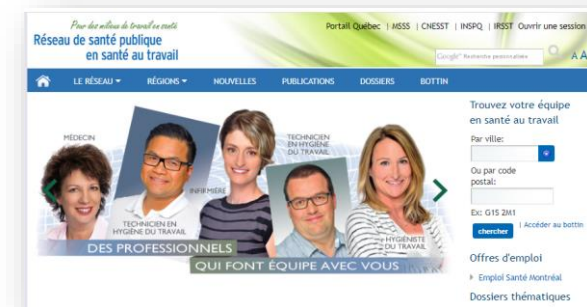 Pour des milieux de travail en santé
Réseau de santé publique
en santé au travail
Portail Québec | MSSS | CNESST | INSPQ | IRSST Ouvrir une session
Google™ Recherche personnalisée
A A
LE RÉSEAU
RÉGIONS
NOUVELLES
PUBLICATIONS
DOSSIERS
BOTTIN
MÉDECIN
TECHNICIEN EN
HYGIÈNE DU TRAVAIL
INFIRMIÈRE
TECHNICIEN
EN HYGIÈNE
DU TRAVAIL
HYGIÉNISTE
DU TRAVAIL
DES PROFESSIONNELS
QUI FONT ÉQUIPE AVEC VOUS
Trouvez votre équipe
en santé au travail
Par ville:
Ou par code
postal:
Ex: G1S 2M1
chercher | Accéder au bottin
Offres d'emploi
Emploi Santé Montréal
Dossiers thématiques